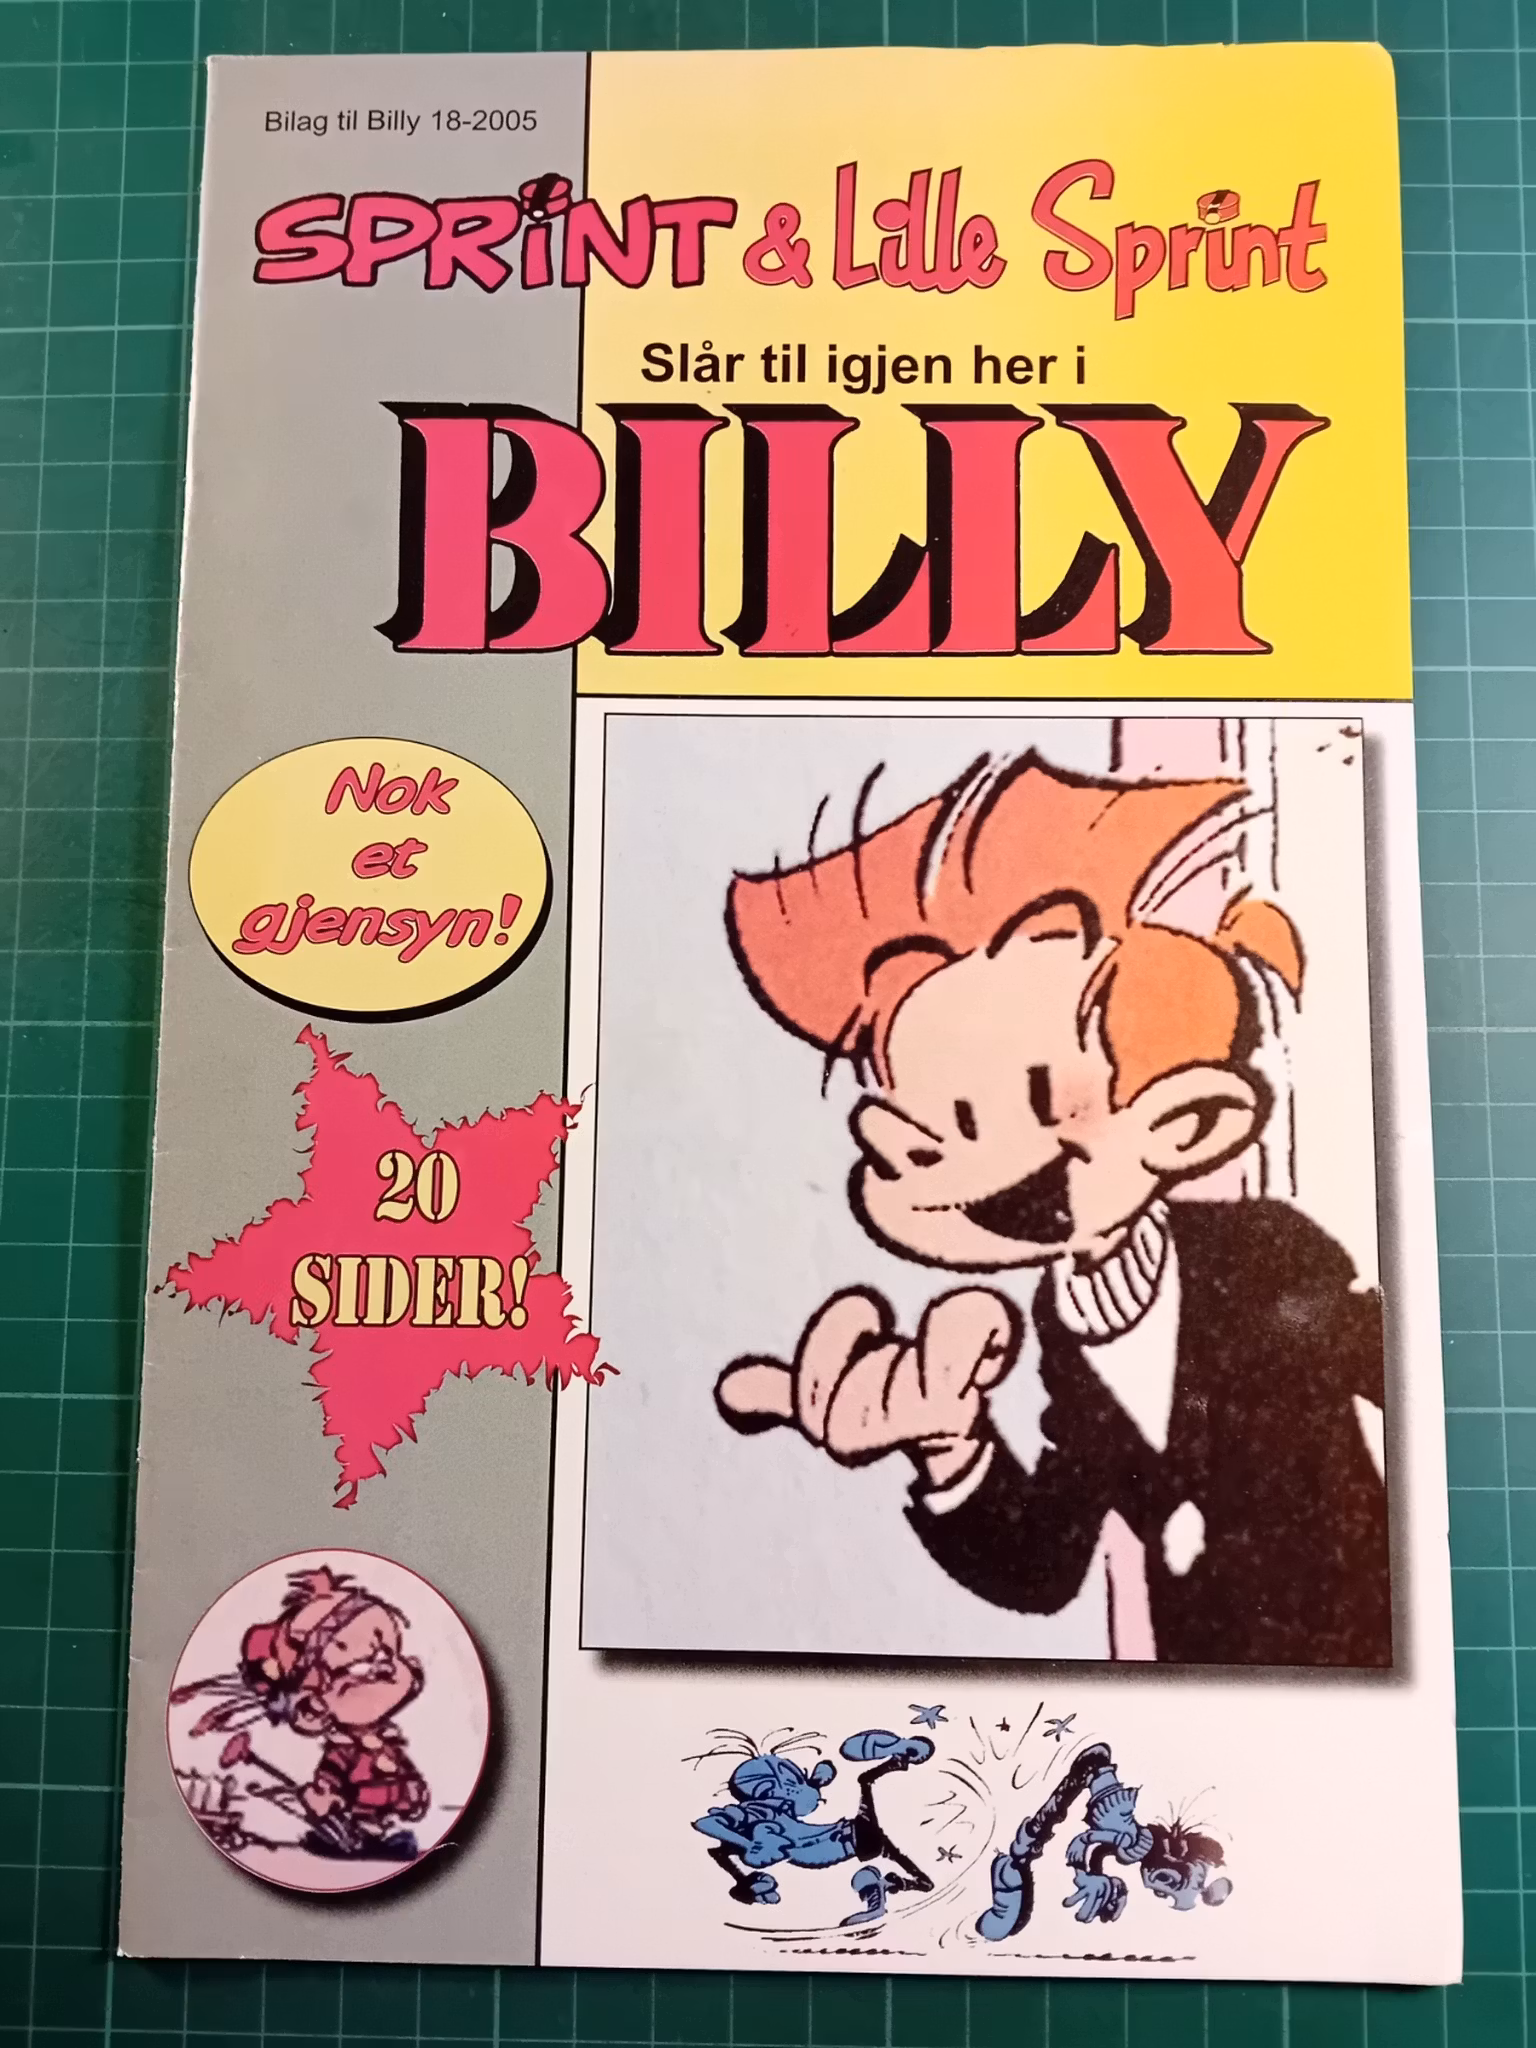 Bilag til Billy 18-2005
SPRiNT & Lille Sprint
Slår til igjen her i
BILLY
Nok
et
gjensyn!
20
SIDER!